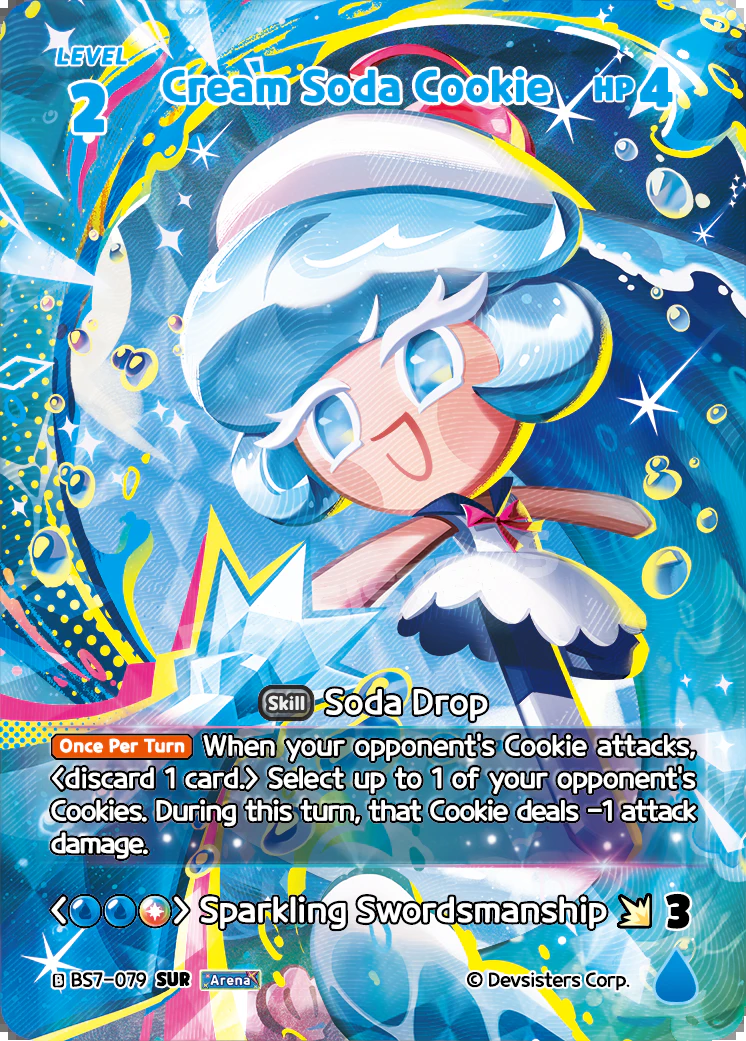 LEVEL
2
Cream Soda Cookie HP 4
Skill Soda Drop
Once Per Turn When your opponent's Cookie attacks,
<discard 1 card.> Select up to 1 of your opponent's
Cookies. During this turn, that Cookie deals -1 attack
damage.
< > Sparkling Swordsmanship 3
B BS7-079 SUR Arena © Devsisters Corp.